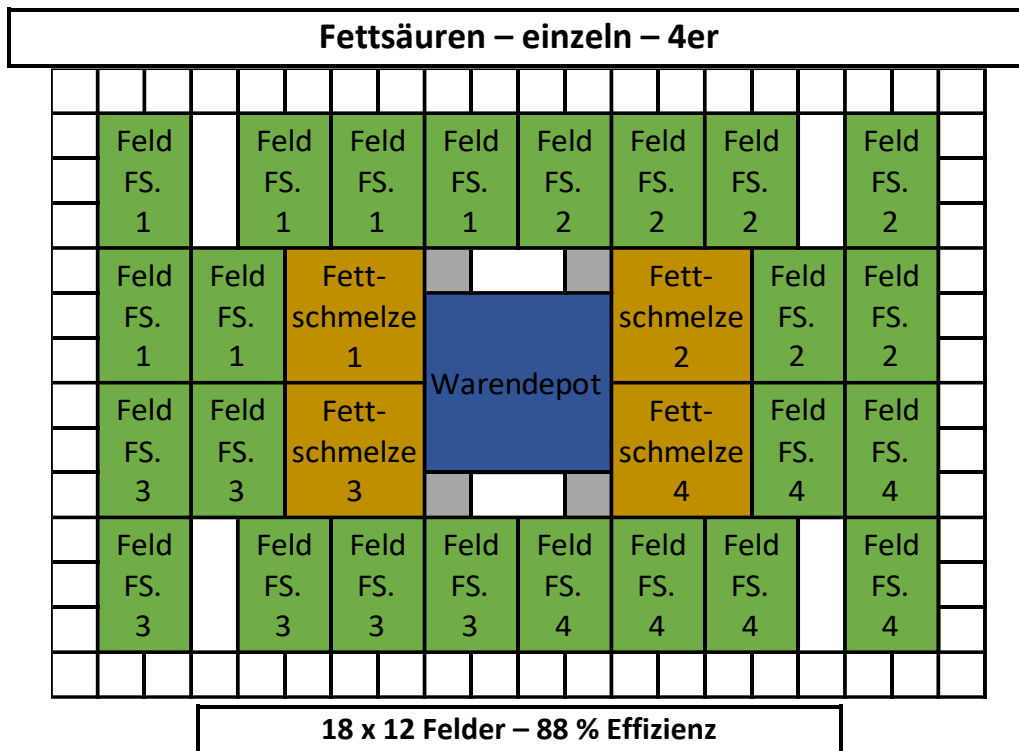 Fettsäuren – einzeln – 4er
Feld Feld Feld Feld Feld Feld Feld Feld
FS. FS. FS. FS. FS. FS. FS. FS.
1 1 1 1 2 2 2 2
Feld Feld Fett- Fett- Feld Feld
FS. FS. schmelze schmelze FS. FS.
1 1 1 2 2 2
Warendepot
Feld Feld Fett- Fett- Feld Feld
FS. FS. schmelze schmelze FS. FS.
3 3 3 4 4 4
Feld Feld Feld Feld Feld Feld Feld Feld
FS. FS. FS. FS. FS. FS. FS. FS.
3 3 3 3 4 4 4 4
18 x 12 Felder – 88 % Effizienz